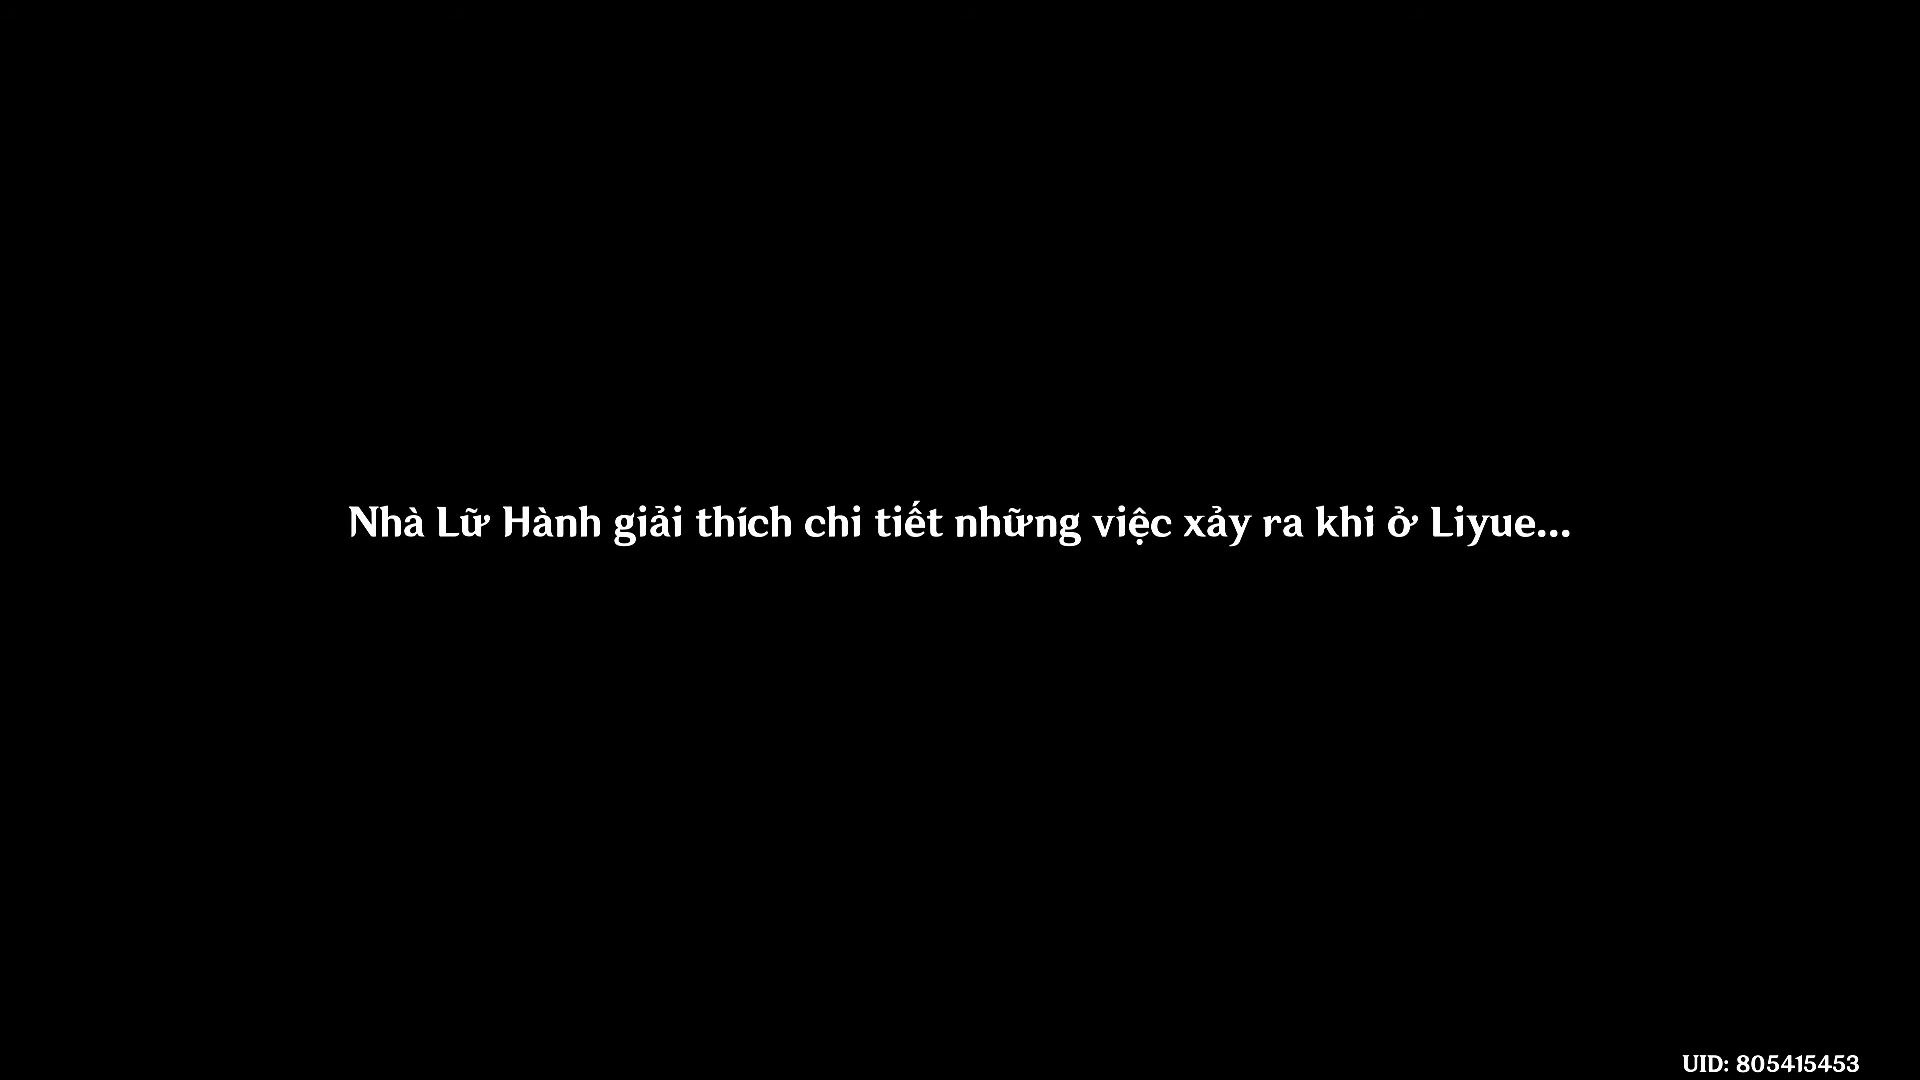 Nhà Lữ Hành giải thích chi tiết những việc xảy ra khi ở Liyue...
UID: 805415453